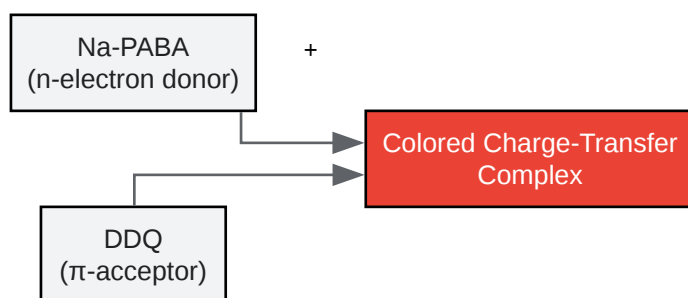 Na-PABA
(n-electron donor)
+
Colored Charge-Transfer
Complex
DDQ
(π-acceptor)